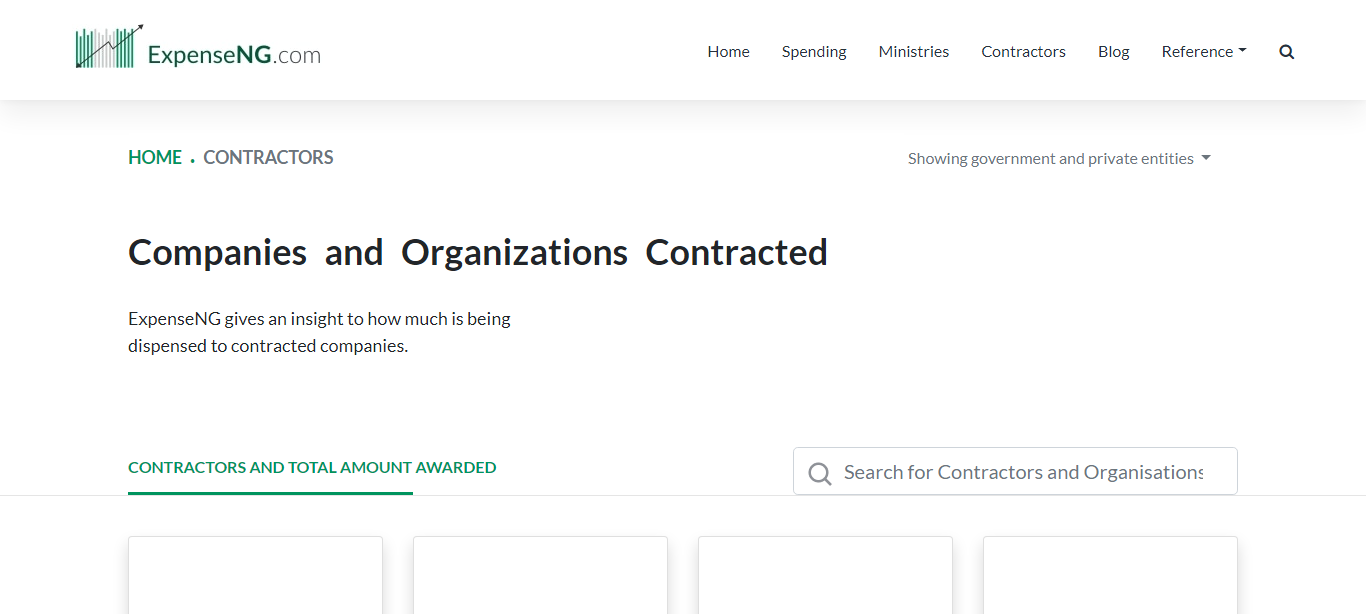 ExpenseNG.com
Home Spending Ministries Contractors Blog Reference
HOME • CONTRACTORS
Showing government and private entities
Companies and Organizations Contracted
ExpenseNG gives an insight to how much is being
dispensed to contracted companies.
CONTRACTORS AND TOTAL AMOUNT AWARDED
Search for Contractors and Organisations